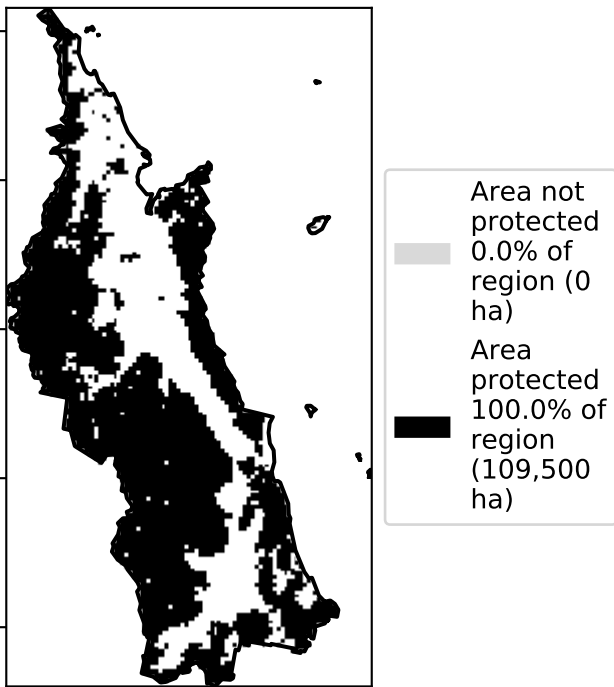 Area not
protected
0.0% of
region (0
ha)
Area
protected
100.0% of
region
(109,500
ha)